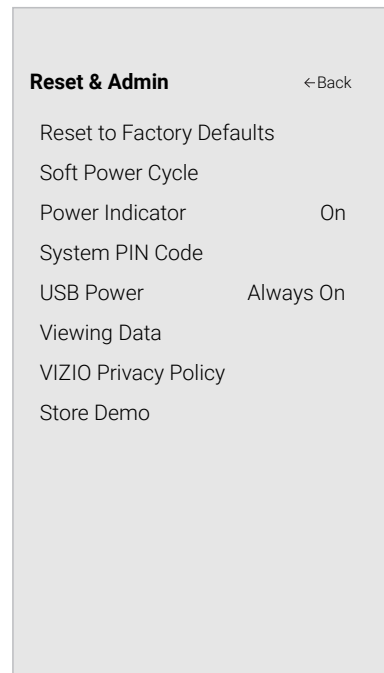 Reset & Admin ←Back
Reset to Factory Defaults
Soft Power Cycle
Power Indicator On
System PIN Code
USB Power Always On
Viewing Data
VIZIO Privacy Policy
Store Demo